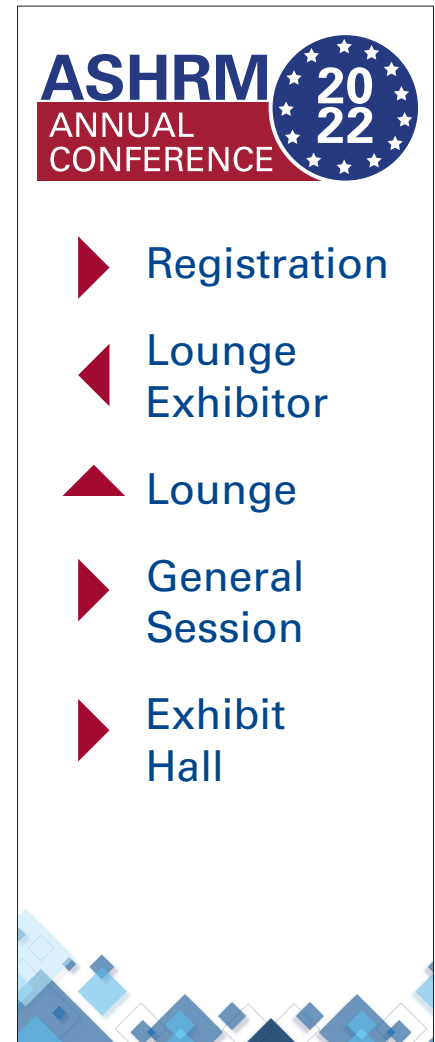 ASHRM
ANNUAL
CONFERENCE
20
22
Registration
Lounge
Exhibitor
Lounge
General
Session
Exhibit
Hall